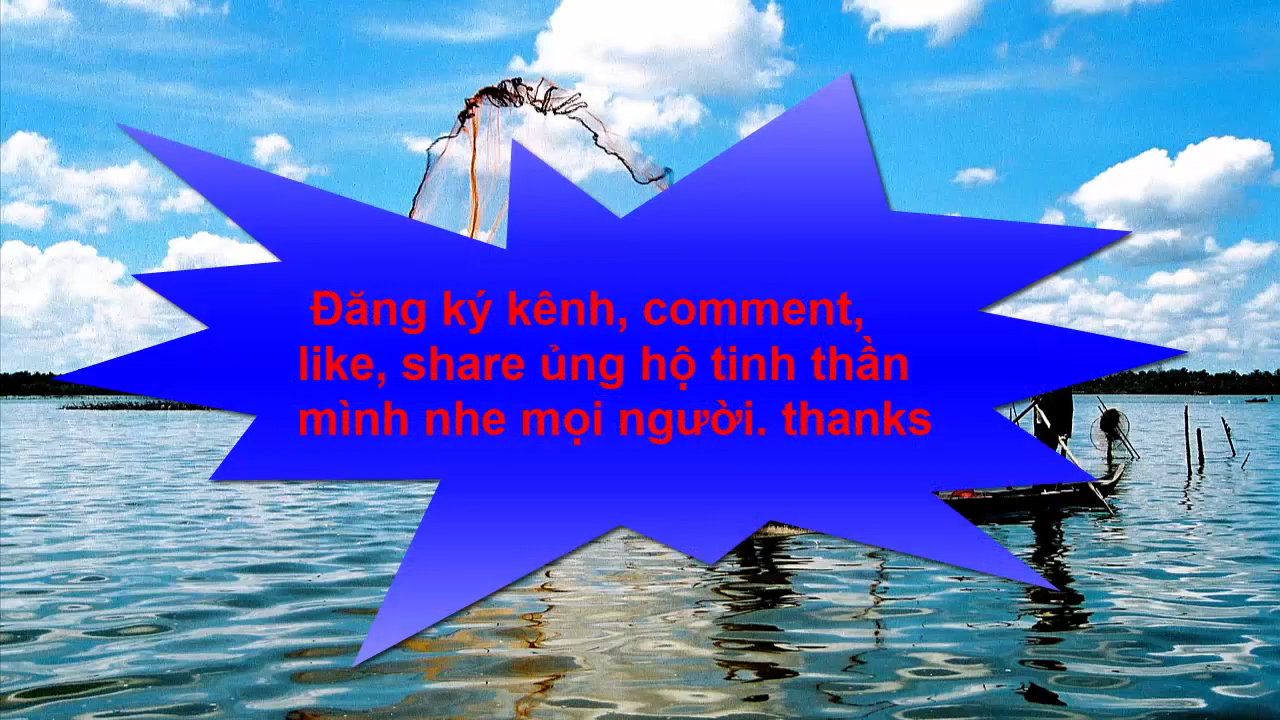 Đăng ký kênh, comment,
like, share ủng hộ tinh thần
mình nhe mọi người. thanks